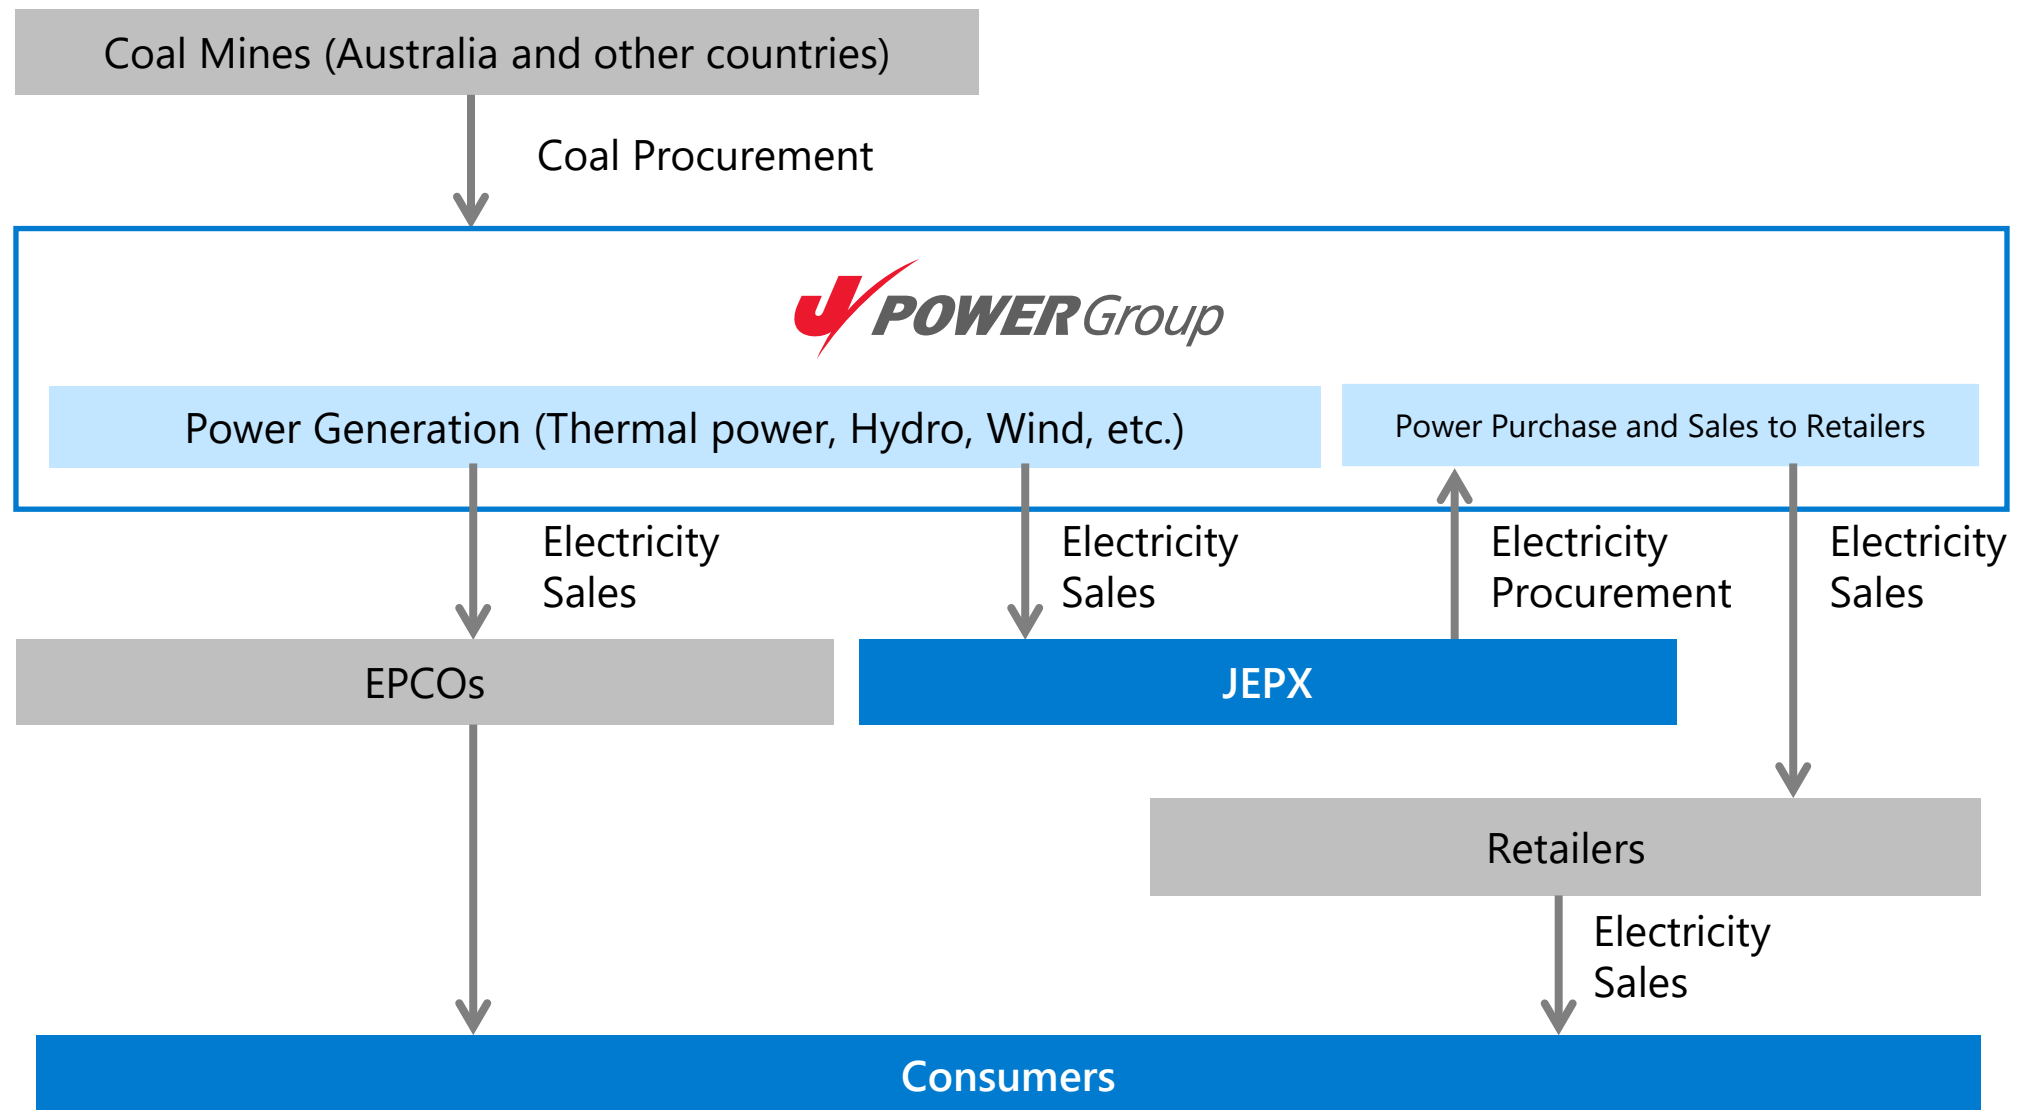 Coal Mines (Australia and other countries)
Coal Procurement
J POWER Group
Power Generation (Thermal power, Hydro, Wind, etc.)
Power Purchase and Sales to Retailers
Electricity
Sales
Electricity
Sales
Electricity
Procurement
Electricity
Sales
EPCOs
JEPX
Retailers
Electricity
Sales
Consumers